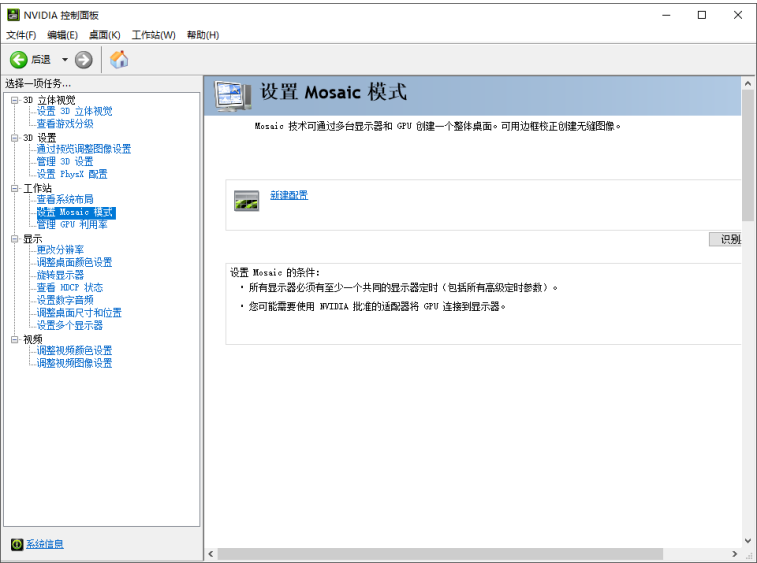 NVIDIA 控制面板
文件(F) 编辑(E) 桌面(K) 工作站(W) 帮助(H)
后退
选择一项任务...
3D 立体视觉
设置 3D 立体视觉
查看游戏分级
3D 设置
通过预览调整图像设置
管理 3D 设置
设置 PhysX 配置
工作站
查看系统布局
设置 Mosaic 模式
管理 GPU 利用率
显示
更改分辨率
调整桌面颜色设置
旋转显示器
查看 HDCP 状态
设置数字音频
调整桌面尺寸和位置
设置多个显示器
视频
调整视频颜色设置
调整视频图像设置
系统信息
设置 Mosaic 模式
Mosaic 技术可通过多台显示器和 GPU 创建一个整体桌面。可用边框校正创建无缝图像。
新建配置
识别
设置 Mosaic 的条件:
· 所有显示器必须有至少一个共同的显示器定时(包括所有高级定时参数)。
· 您可能需要使用 NVIDIA 批准的适配器将 GPU 连接到显示器。